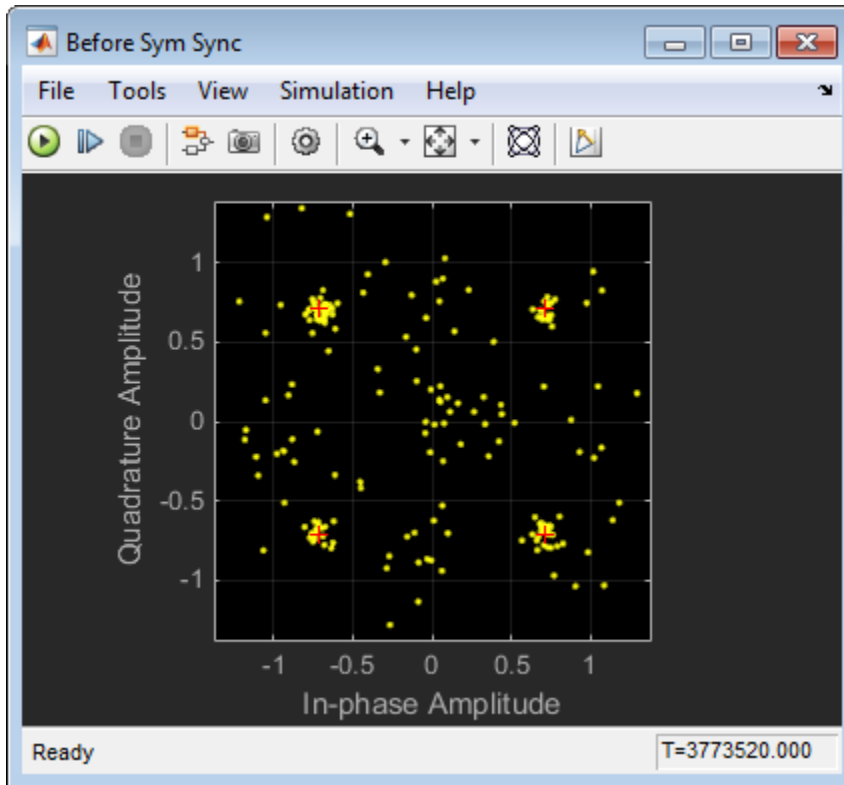 Before Sym Sync
File Tools View Simulation Help
Quadrature Amplitude
1
0.5
0
-0.5
-1
-1 -0.5 0 0.5 1
In-phase Amplitude
Ready T=3773520.000